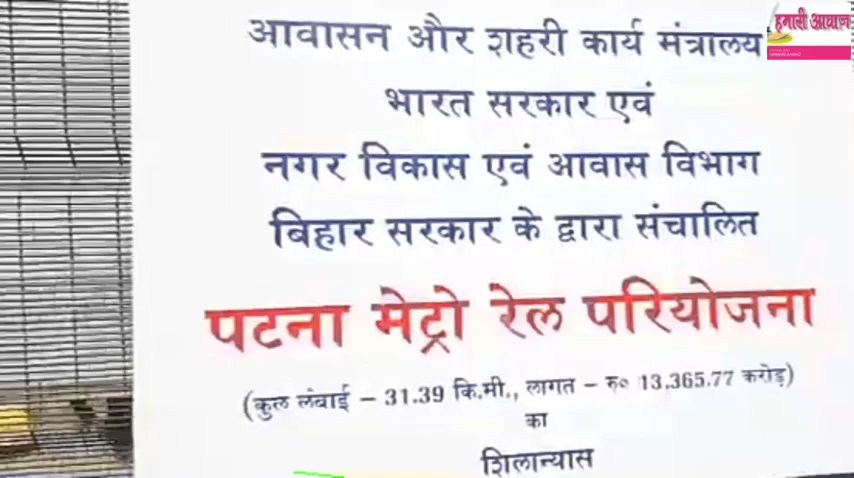 हमारी आवाज
आवासन और शहरी कार्य मंत्रालय
भारत सरकार एवं
नगर विकास एवं आवास विभाग
बिहार सरकार के द्वारा संचालित
पटना मेट्रो रेल परियोजना
(कुल लंबाई – 31.39 कि.मी., लागत – रु० 13,365.77 करोड़)
का
शिलान्यास